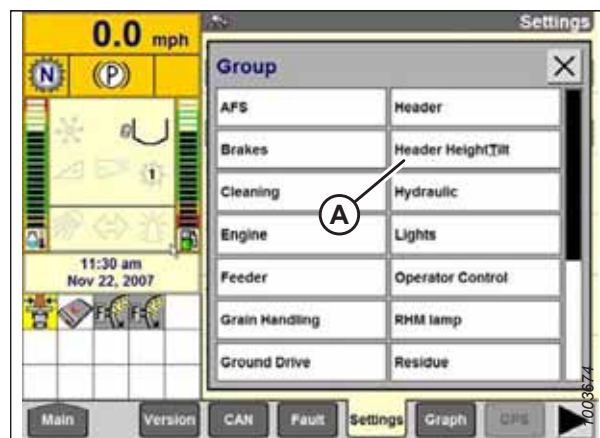 0.0 mph
Settings
N
P
1
11:30 am
Nov 22, 2007
Group
AFS
Header
Brakes
Header Height/Tilt
Cleaning
Hydraulic
A
Engine
Lights
Feeder
Operator Control
Grain Handling
RHM lamp
Ground Drive
Residue
Main
Version
CAN
Fault
Settings
Graph
GPS
1003674